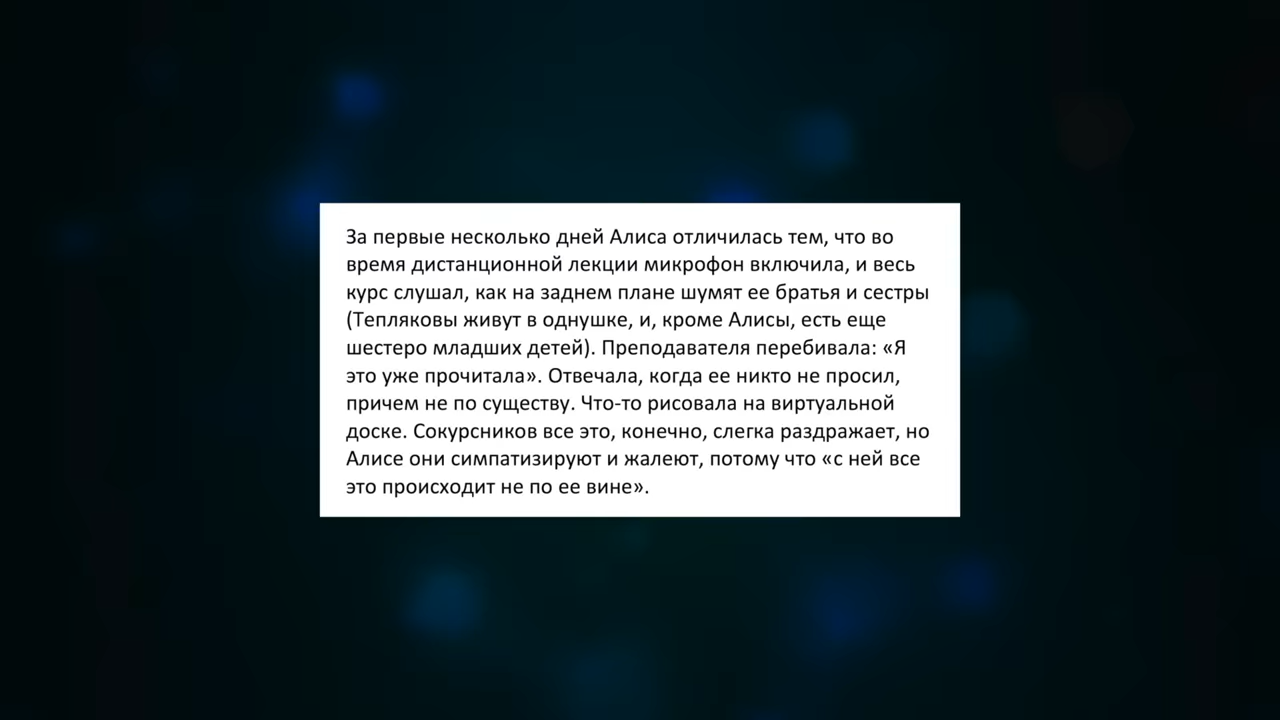 За первые несколько дней Алиса отличилась тем, что во
время дистанционной лекции микрофон включила, и весь
курс слушал, как на заднем плане шумят ее братья и сестры
(Тепляковы живут в однушке, и, кроме Алисы, есть еще
шестеро младших детей). Преподавателя перебивала: «Я
это уже прочитала». Отвечала, когда ее никто не просил,
причем не по существу. Что-то рисовала на виртуальной
доске. Сокурсников все это, конечно, слегка раздражает, но
Алисе они симпатизируют и жалеют, потому что «с ней все
это происходит не по ее вине».